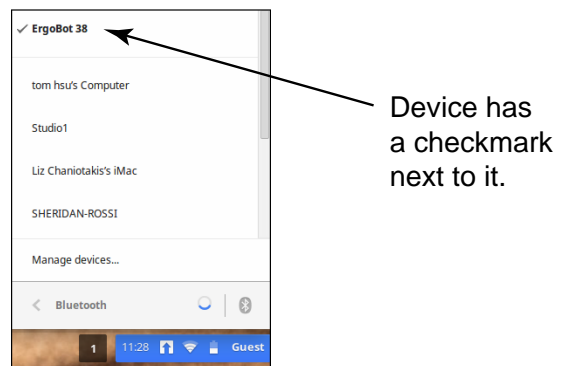 ErgoBot 38
tom hsu's Computer
Studio1
Liz Chaniotakis's iMac
SHERIDAN-ROSSI
Manage devices...
Bluetooth
1 11:28 Guest
Device has
a checkmark
next to it.